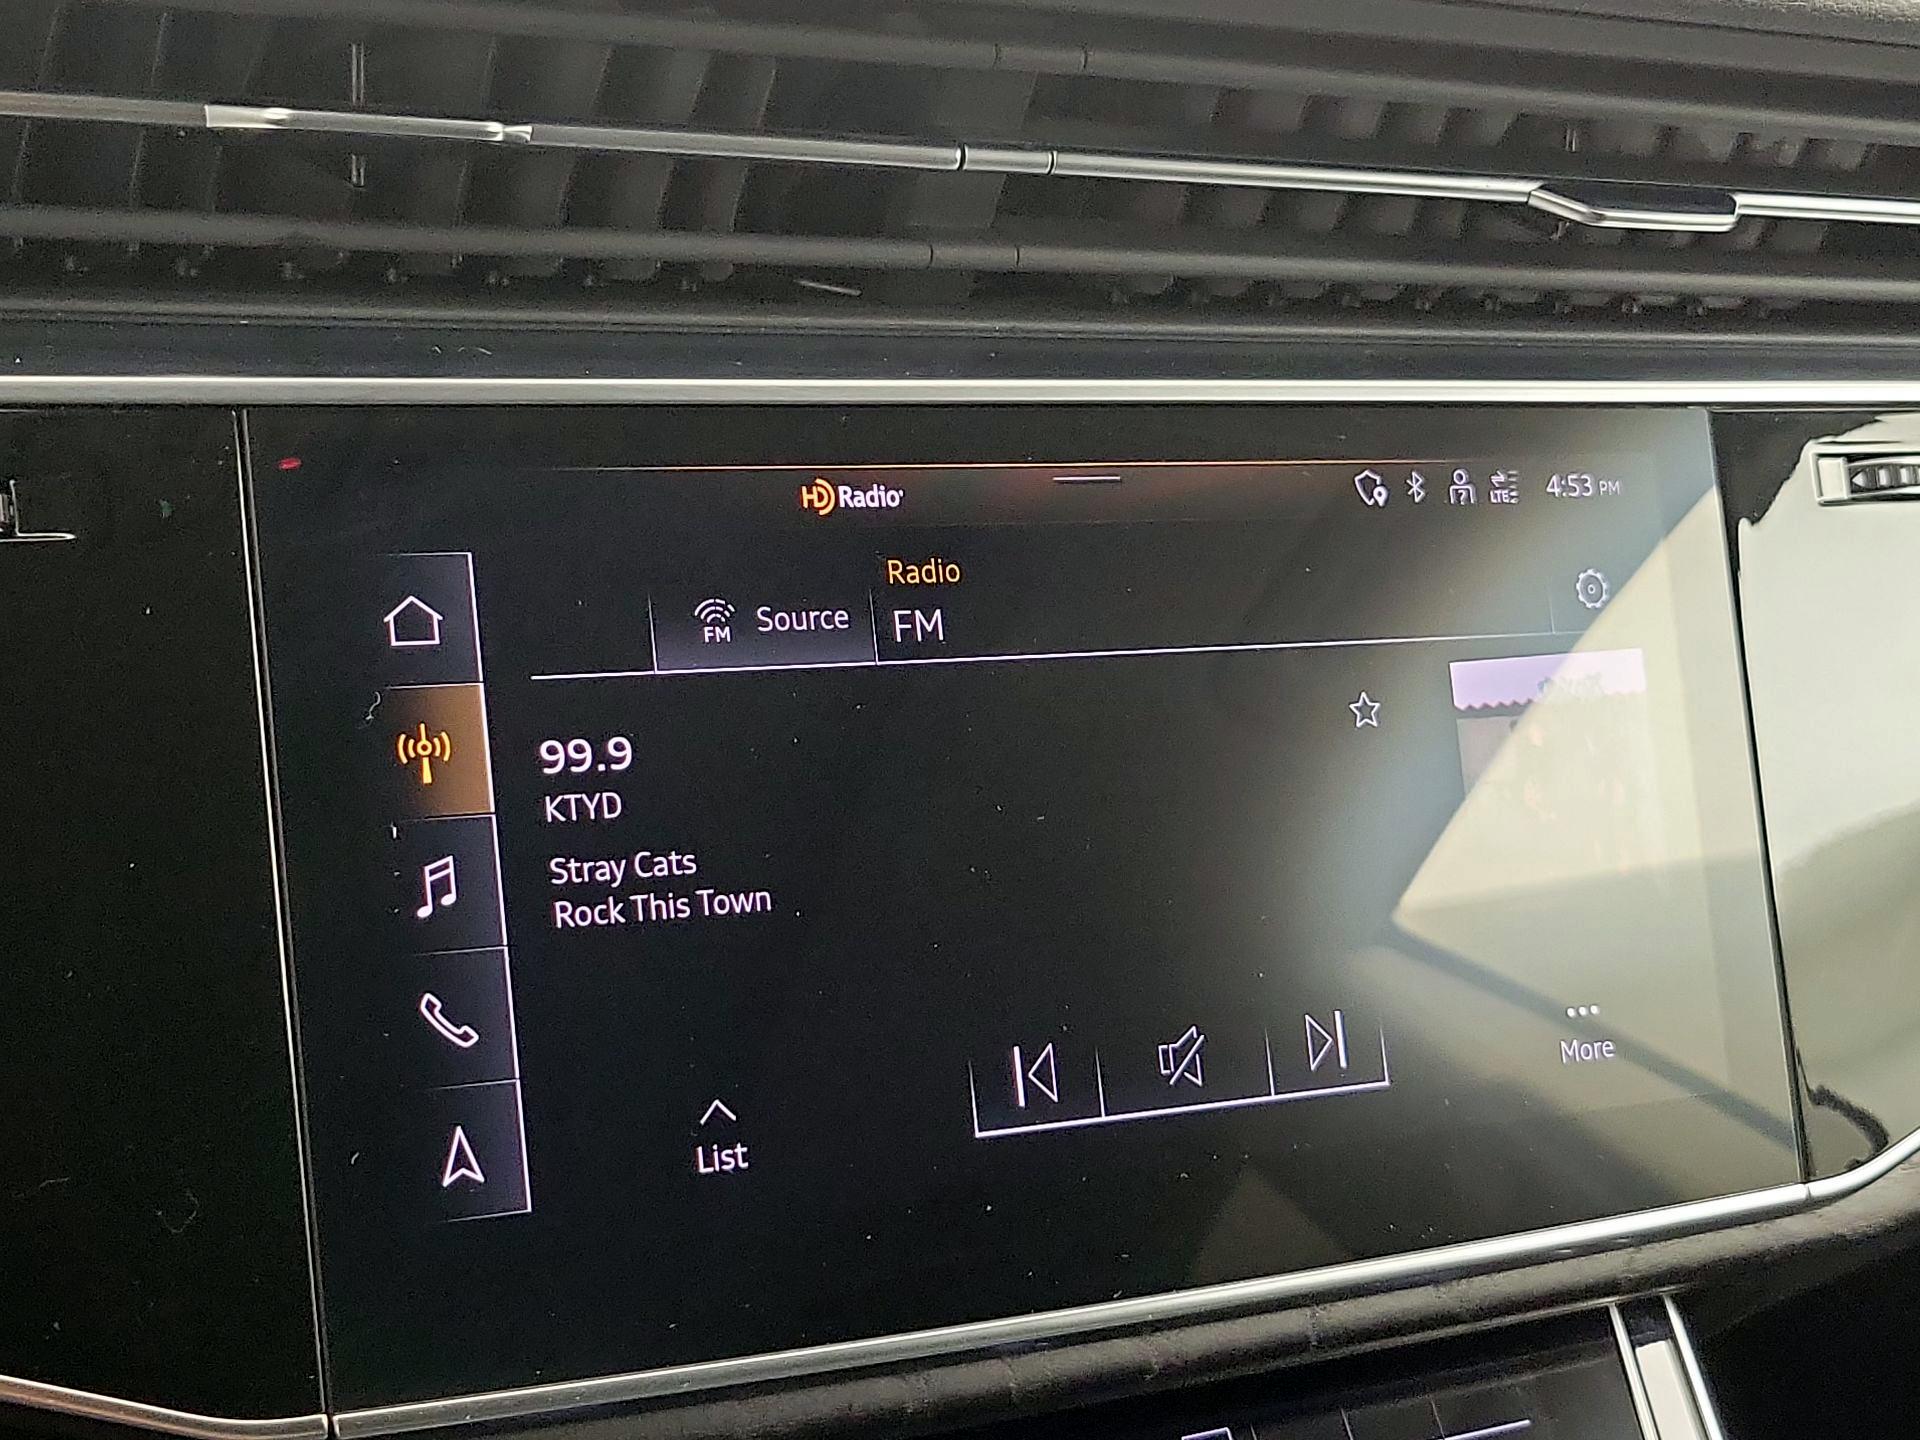 HD Radio
LTE
4:53 PM
Radio
FM
Source
FM
99.9
KTYD
Stray Cats
Rock This Town
List
More